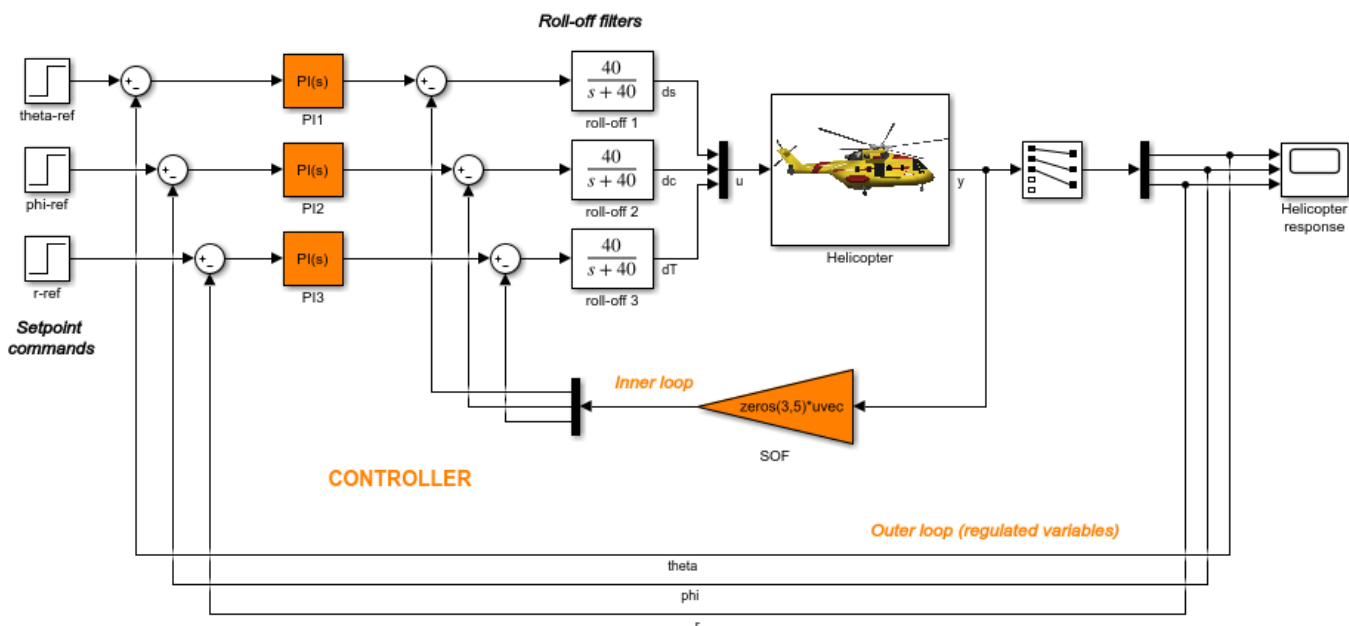 Roll-off filters
theta-ref
+
−
PI(s)
PI1
+
−
40
s + 40
roll-off 1
ds
phi-ref
+
−
PI(s)
PI2
+
−
40
s + 40
roll-off 2
dc
u
Helicopter
y
Helicopter
response
r-ref
+
−
PI(s)
PI3
+
−
40
s + 40
roll-off 3
dT
Setpoint
commands
Inner loop
zeros(3,5)*uvec
SOF
CONTROLLER
Outer loop (regulated variables)
theta
phi